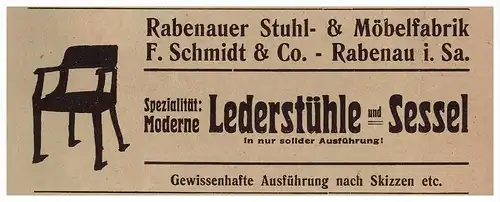 Rabenauer Stuhl- & Möbelfabrik
F. Schmidt & Co. - Rabenau i. Sa.
Spezialität:
Moderne Lederstühle und Sessel
in nur solider Ausführung!
Gewissenhafte Ausführung nach Skizzen etc.